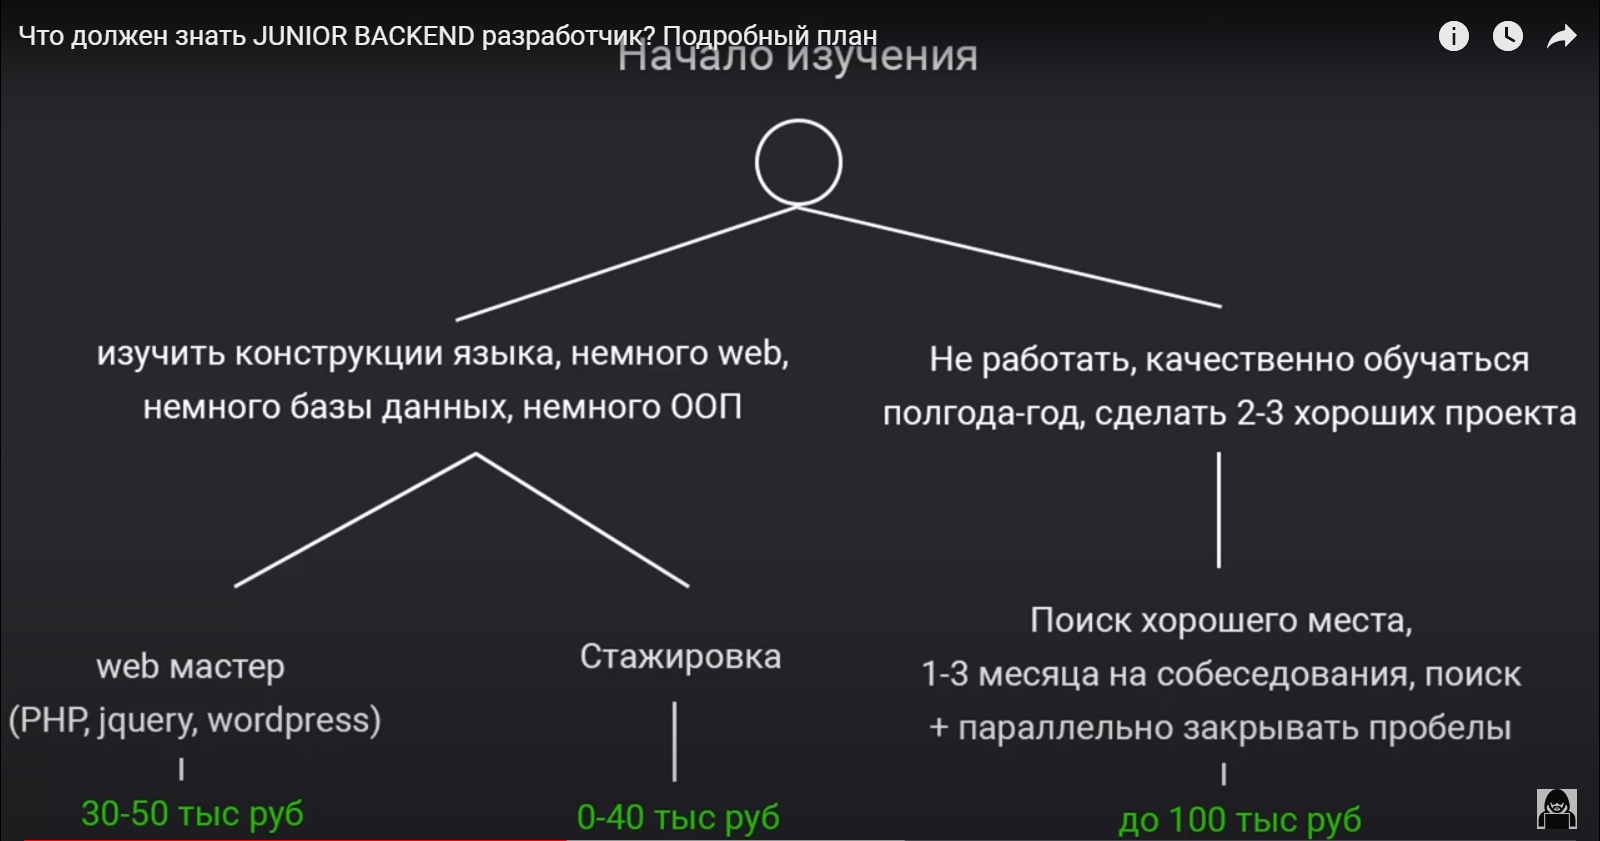 Что должен знать JUNIOR BACKEND разработчик? Подробный план
Начало изучения
изучить конструкции языка, немного web,
немного базы данных, немного ООП
Не работать, качественно обучаться
полгода-год, сделать 2-3 хороших проекта
web мастер
(PHP, jquery, wordpress)
30-50 тыс руб
Стажировка
0-40 тыс руб
Поиск хорошего места,
1-3 месяца на собеседования, поиск
+ параллельно закрывать пробелы
до 100 тыс руб